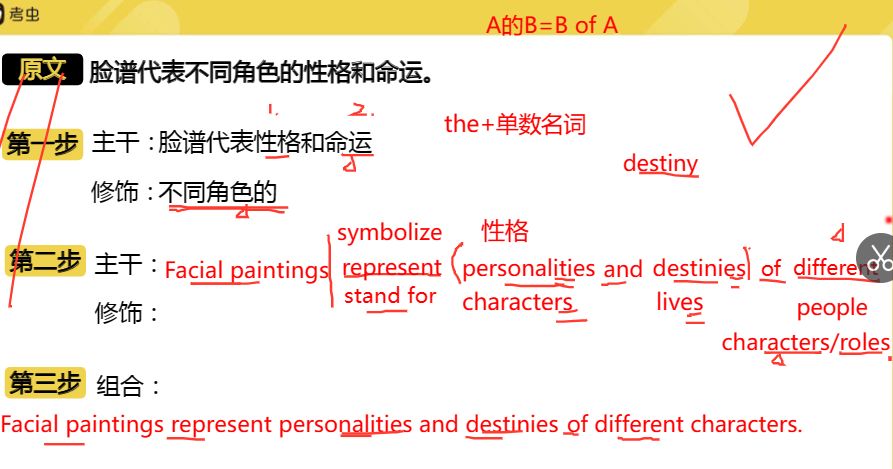 考虫
A的B=B of A
原文 脸谱代表不同角色的性格和命运。
1. 2.
the+单数名词
第一步 主干：脸谱代表性格和命运
destiny
修饰：不同角色的
symbolize 性格
第二步 主干：Facial paintings represent personalities and destinies of different
stand for characters lives people
修饰：
characters/roles
第三步 组合：
Facial paintings represent personalities and destinies of different characters.